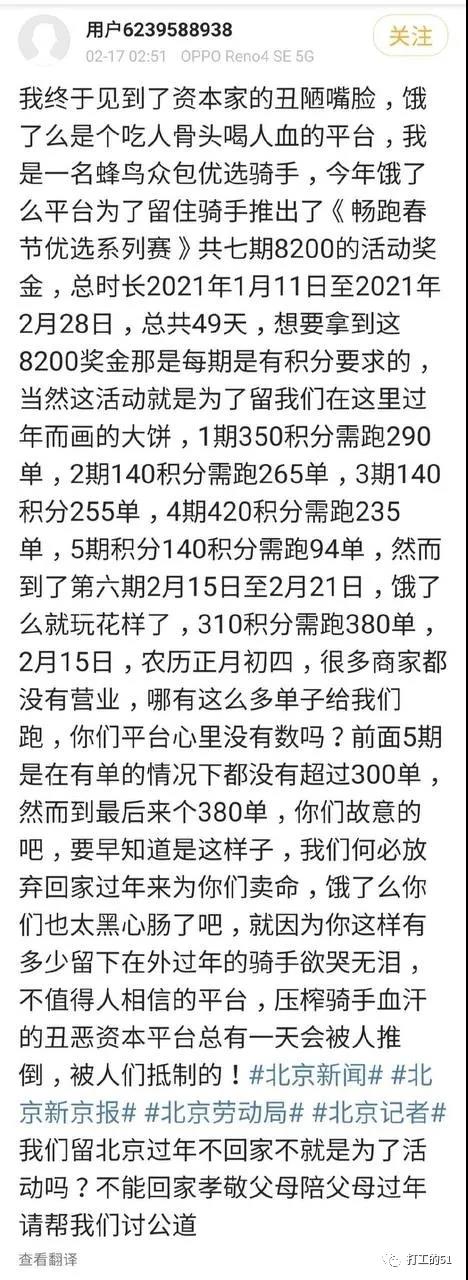 用户6239588938
关注
02-17 02:51 OPPO Reno4 SE 5G
我终于见到了资本家的丑陋嘴脸，饿
了么是个吃人骨头喝人血的平台，我
是一名蜂鸟众包优选骑手，今年饿了
么平台为了留住骑手推出了《畅跑春
节优选系列赛》共七期8200的活动奖
金，总时长2021年1月11日至2021年
2月28日，总共49天，想要拿到这
8200奖金那是每期是有积分要求的，
当然这活动就是为了留我们在这里过
年而画的大饼，1期350积分需跑290
单，2期140积分需跑265单，3期140
积分255单，4期420积分需跑235
单，5期积分140积分需跑94单，然而
到了第六期2月15日至2月21日，饿了
么就玩花样了，310积分需跑380单，
2月15日，农历正月初四，很多商家都
没有营业，哪有这么多单子给我们
跑，你们平台心里没有数吗？前面5期
是在有单的情况下都没有超过300单，
然而到最后来个380单，你们故意的
吧，要早知道是这样子，我们何必放
弃回家过年来为你们卖命，饿了么你
们也太黑心肠了吧，就因为你这样有
多少留下在外过年的骑手欲哭无泪，
不值得人相信的平台，压榨骑手血汗
的丑恶资本平台总有一天会被人推
倒，被人们抵制的！#北京新闻# #北
京新京报# #北京劳动局# #北京记者#
我们留北京过年不回家不就是为了活
动吗？不能回家孝敬父母陪父母过年
请帮我们讨公道
查看翻译
打工的51